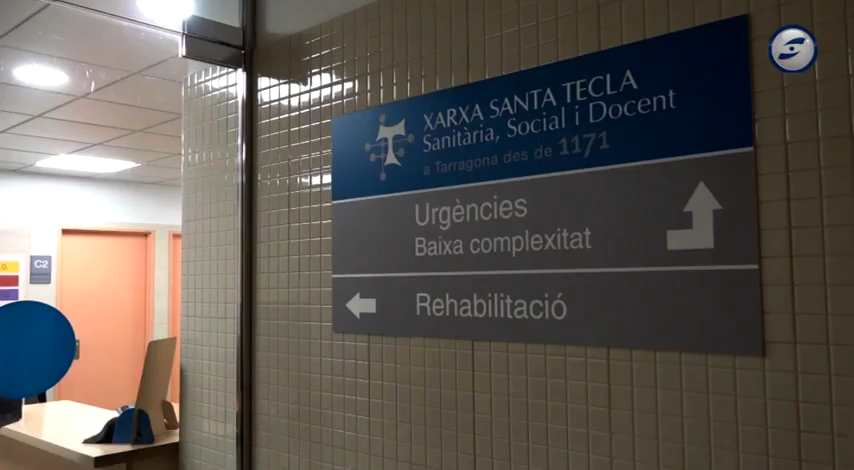 XARXA SANTA TECLA
Sanitària, Social i Docent
a Tarragona des de 1171
Urgències
Baixa complexitat
Rehabilitació
C2